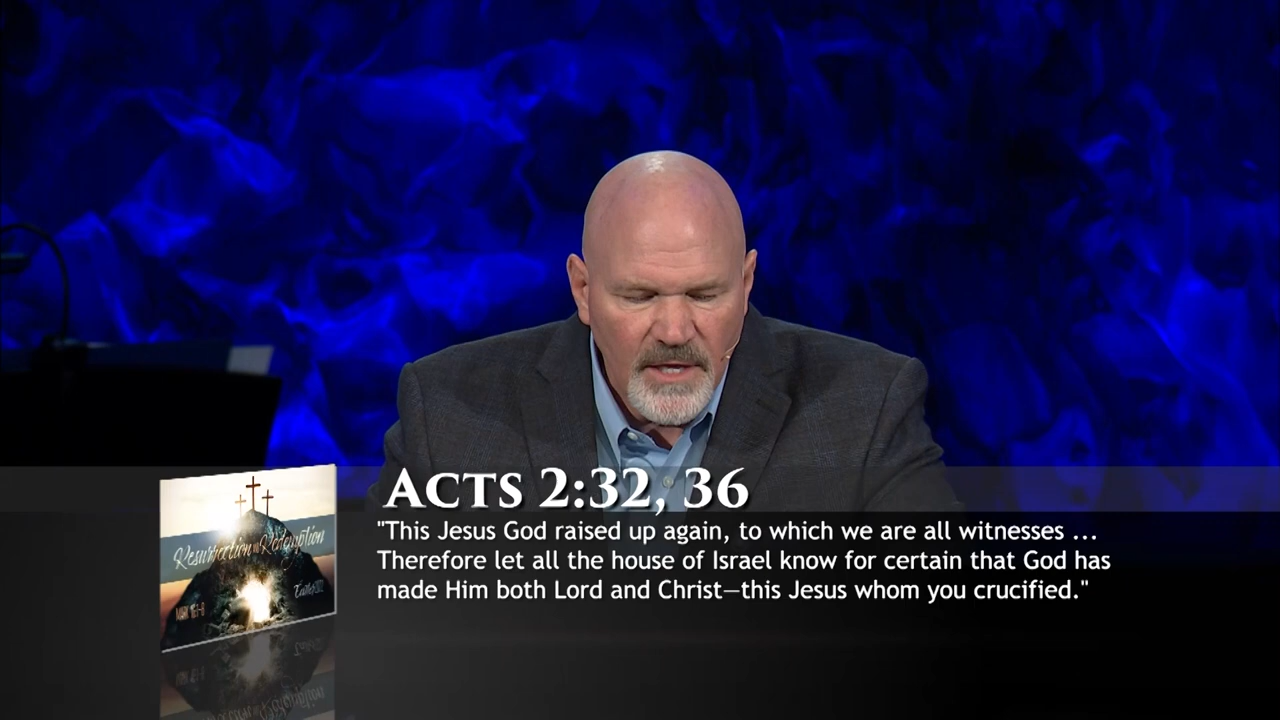 ACTS 2:32, 36
"This Jesus God raised up again, to which we are all witnesses ...
Therefore let all the house of Israel know for certain that God has
made Him both Lord and Christ—this Jesus whom you crucified."
Resurrection
Redemption